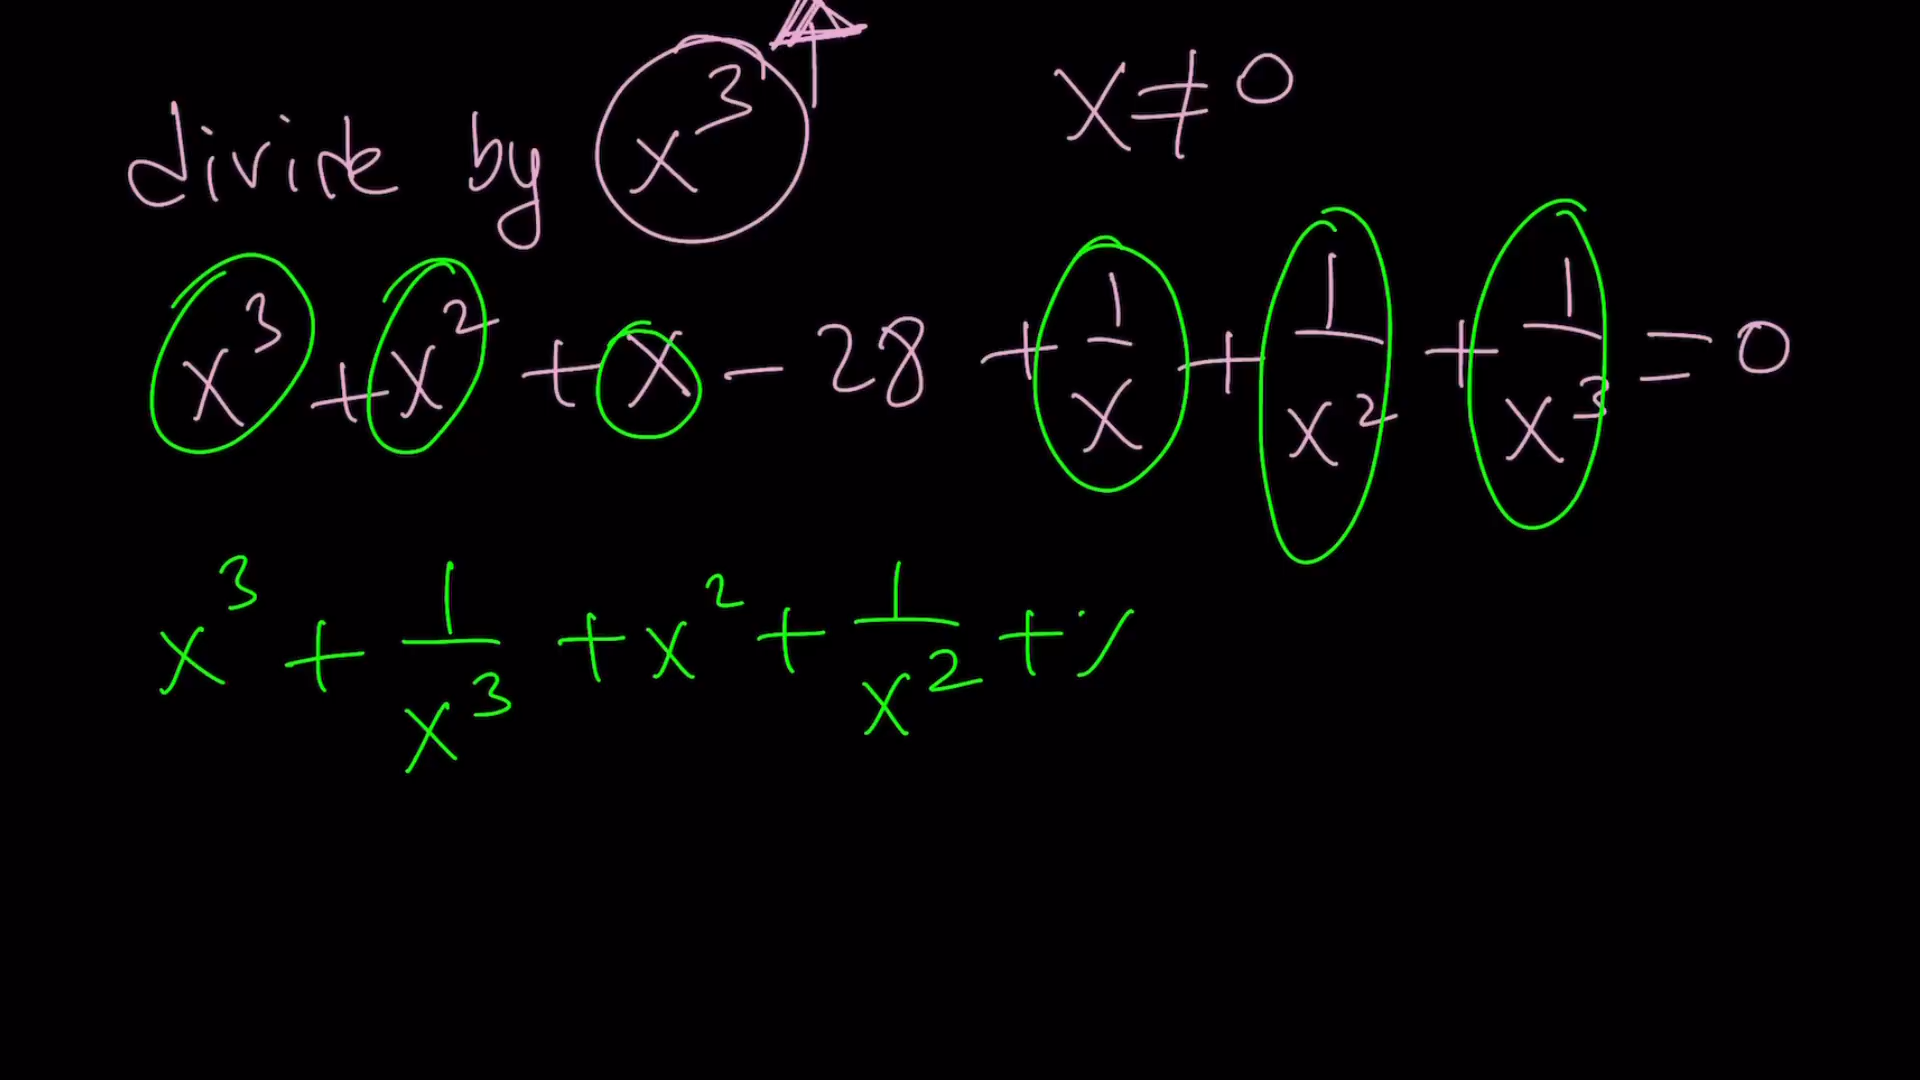 divide by x³ x≠0
x³+x²+x-28+1/x+1/x²+1/x³=0
x³+1/x³+x²+1/x²+